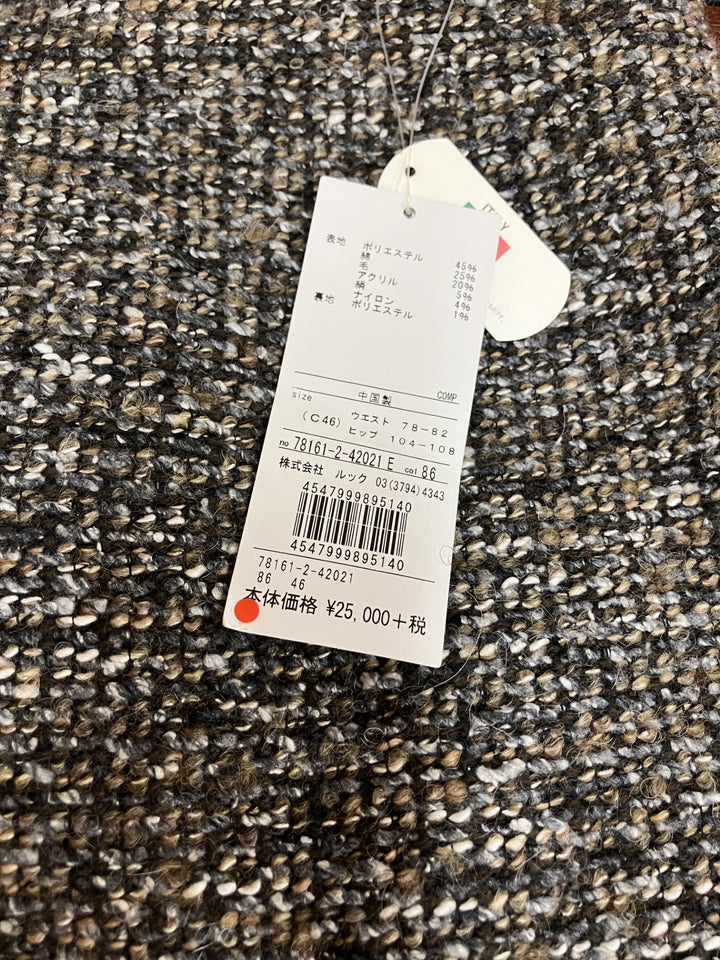 ITALY
表地 ポリエステル 45%
綿 25%
毛 20%
アクリル 5%
絹 4%
ナイロン 1%
裏地 ポリエステル
中国製 COMP
size ウエスト 78-82
(C46) ヒップ 104-108
no 78161-2-42021 E col 86
株式会社 ルック 03(3794)4343
4547999895140
4547999895140
78161-2-42021
86 46
本体価格 ¥25,000+税